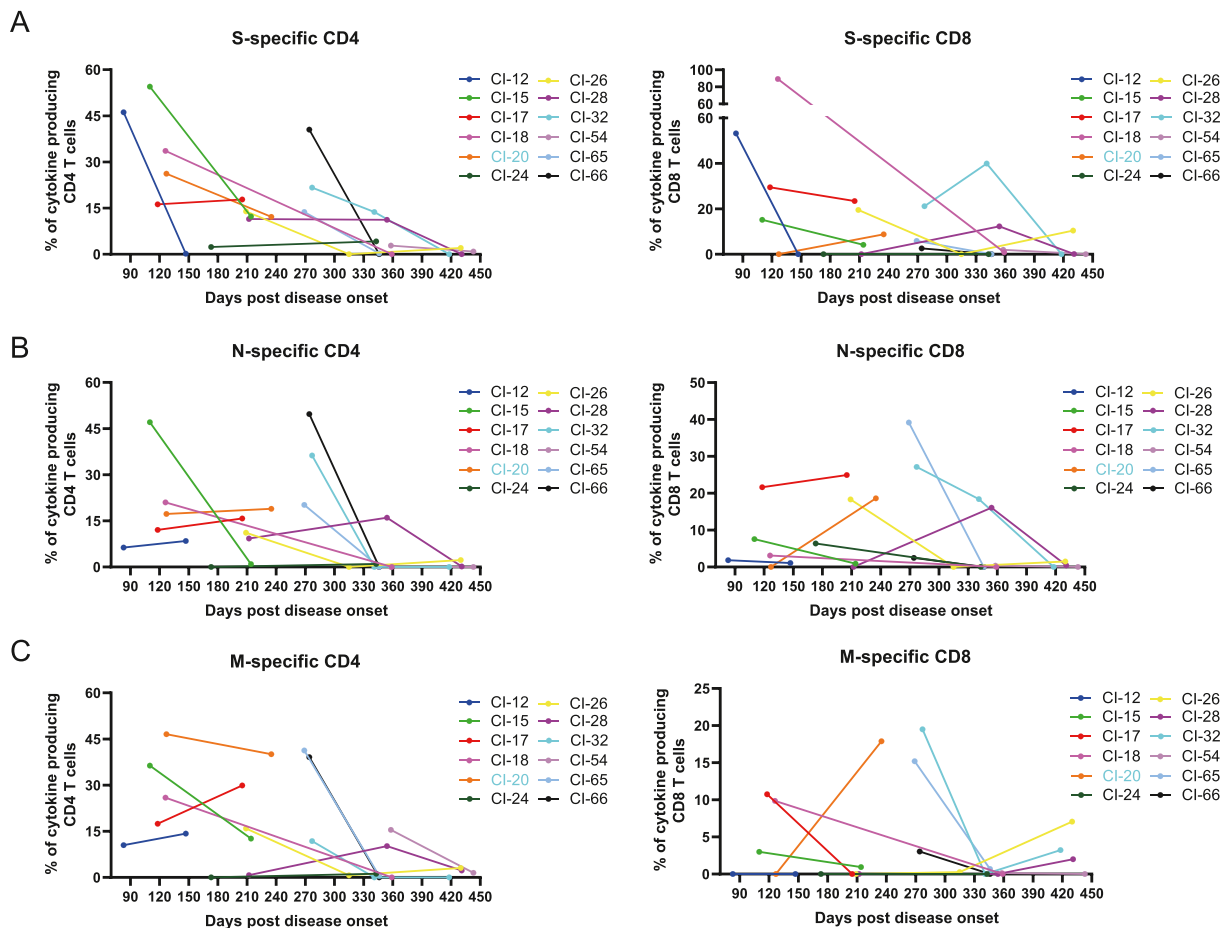 A
S-specific CD4
% of cytokine producing
CD4 T cells
60
45
30
15
0
90 120 150 180 210 240 270 300 330 360 390 420 450
Days post disease onset
CI-12 CI-26
CI-15 CI-28
CI-17 CI-32
CI-18 CI-54
CI-20 CI-65
CI-24 CI-66
S-specific CD8
% of cytokine producing
CD8 T cells
100
80
60
60
40
20
0
90 120 150 180 210 240 270 300 330 360 390 420 450
Days post disease onset
CI-12 CI-26
CI-15 CI-28
CI-17 CI-32
CI-18 CI-54
CI-20 CI-65
CI-24 CI-66
B
N-specific CD4
% of cytokine producing
CD4 T cells
60
45
30
15
0
90 120 150 180 210 240 270 300 330 360 390 420 450
Days post disease onset
CI-12 CI-26
CI-15 CI-28
CI-17 CI-32
CI-18 CI-54
CI-20 CI-65
CI-24 CI-66
N-specific CD8
% of cytokine producing
CD8 T cells
50
40
30
20
10
0
90 120 150 180 210 240 270 300 330 360 390 420 450
Days post disease onset
CI-12 CI-26
CI-15 CI-28
CI-17 CI-32
CI-18 CI-54
CI-20 CI-65
CI-24 CI-66
C
M-specific CD4
% of cytokine producing
CD4 T cells
60
45
30
15
0
90 120 150 180 210 240 270 300 330 360 390 420 450
Days post disease onset
CI-12 CI-26
CI-15 CI-28
CI-17 CI-32
CI-18 CI-54
CI-20 CI-65
CI-24 CI-66
M-specific CD8
% of cytokine producing
CD8 T cells
25
20
15
10
5
0
90 120 150 180 210 240 270 300 330 360 390 420 450
Days post disease onset
CI-12 CI-26
CI-15 CI-28
CI-17 CI-32
CI-18 CI-54
CI-20 CI-65
CI-24 CI-66